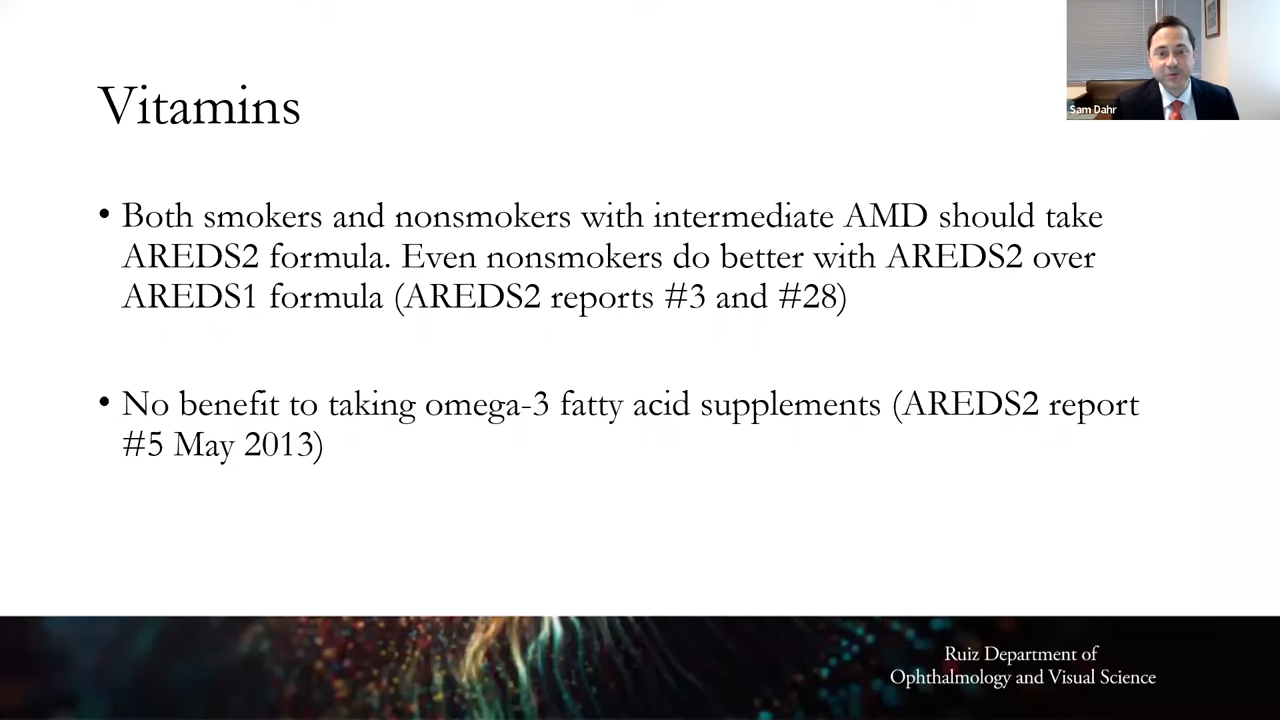 Vitamins
Sam Dahr
• Both smokers and nonsmokers with intermediate AMD should take
AREDS2 formula. Even nonsmokers do better with AREDS2 over
AREDS1 formula (AREDS2 reports #3 and #28)
• No benefit to taking omega-3 fatty acid supplements (AREDS2 report
#5 May 2013)
Ruiz Department of
Ophthalmology and Visual Science